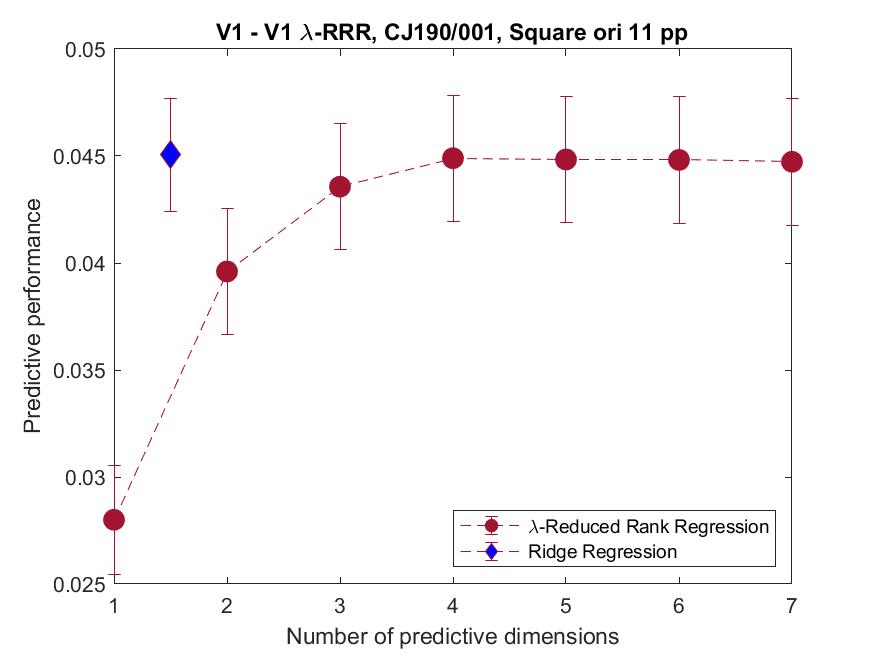 V1 - V1 λ-RRR, CJ190/001, Square ori 11 pp
0.05
0.045
0.04
0.035
0.03
0.025
Predictive performance
1 2 3 4 5 6 7
Number of predictive dimensions
λ-Reduced Rank Regression
Ridge Regression